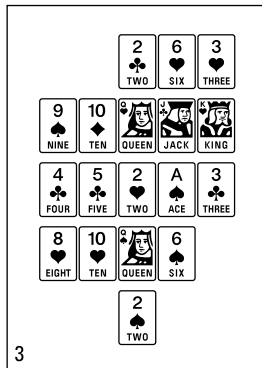 2 6 3
TWO SIX THREE
9 10 Q J K
NINE TEN QUEEN JACK KING
4 5 2 A 3
FOUR FIVE TWO ACE THREE
8 10 Q 6
EIGHT TEN QUEEN SIX
2
TWO
3